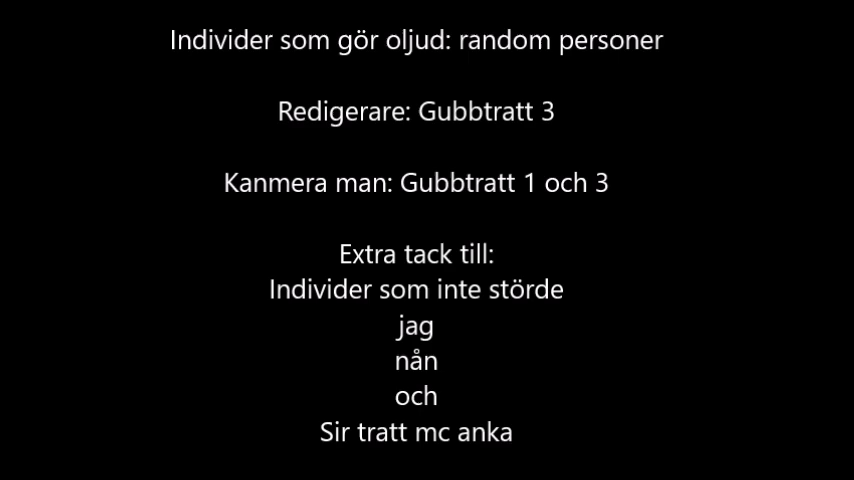 Individer som gör oljud: random personer
Redigerare: Gubbtratt 3
Kanmera man: Gubbtratt 1 och 3
Extra tack till:
Individer som inte störde
jag
nån
och
Sir tratt mc anka